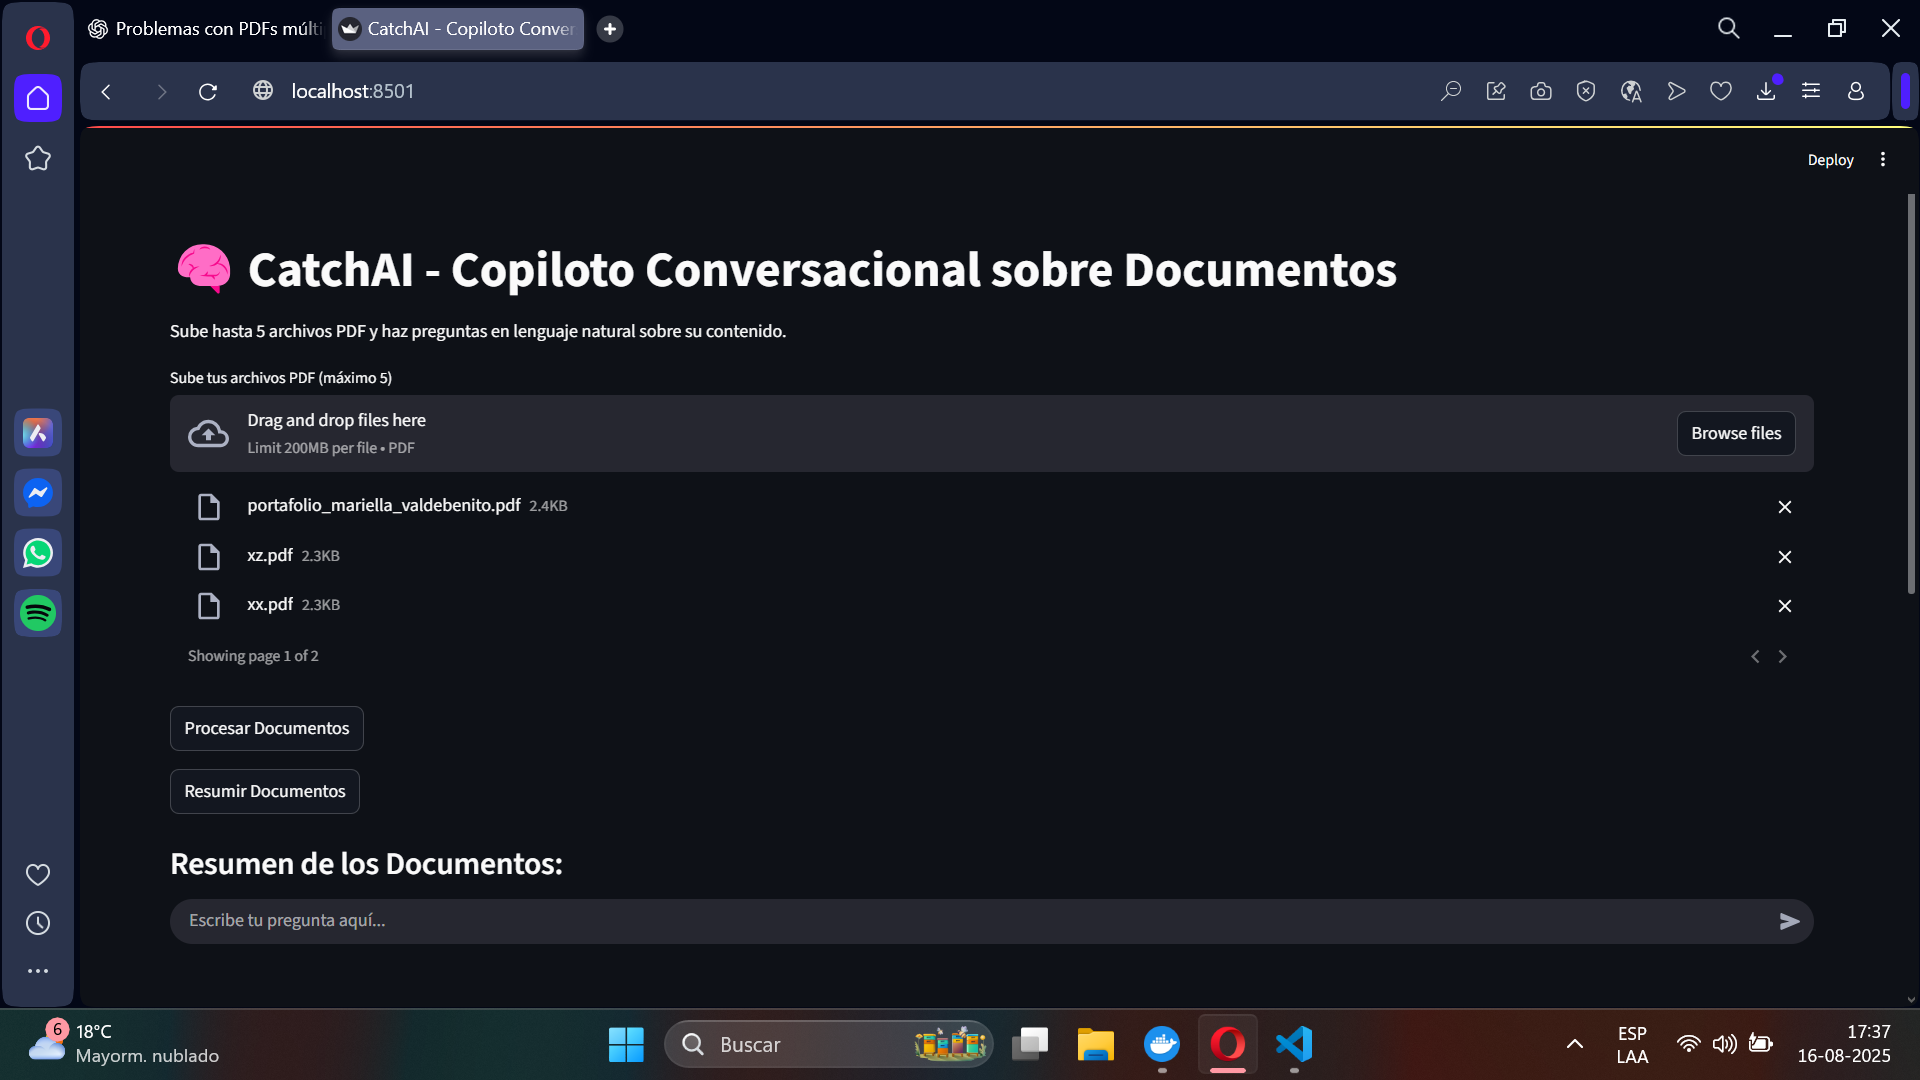 Problemas con PDFs múlti
CatchAI - Copiloto Conver
localhost:8501
Deploy
CatchAI - Copiloto Conversacional sobre Documentos
Sube hasta 5 archivos PDF y haz preguntas en lenguaje natural sobre su contenido.
Sube tus archivos PDF (máximo 5)
Drag and drop files here
Limit 200MB per file • PDF
Browse files
portafolio_mariella_valdebenito.pdf 2.4KB
xz.pdf 2.3KB
xx.pdf 2.3KB
Showing page 1 of 2
Procesar Documentos
Resumir Documentos
Resumen de los Documentos:
Escribe tu pregunta aquí...
6
18°C
Mayorm. nublado
Buscar
ESP
LAA
17:37
16-08-2025